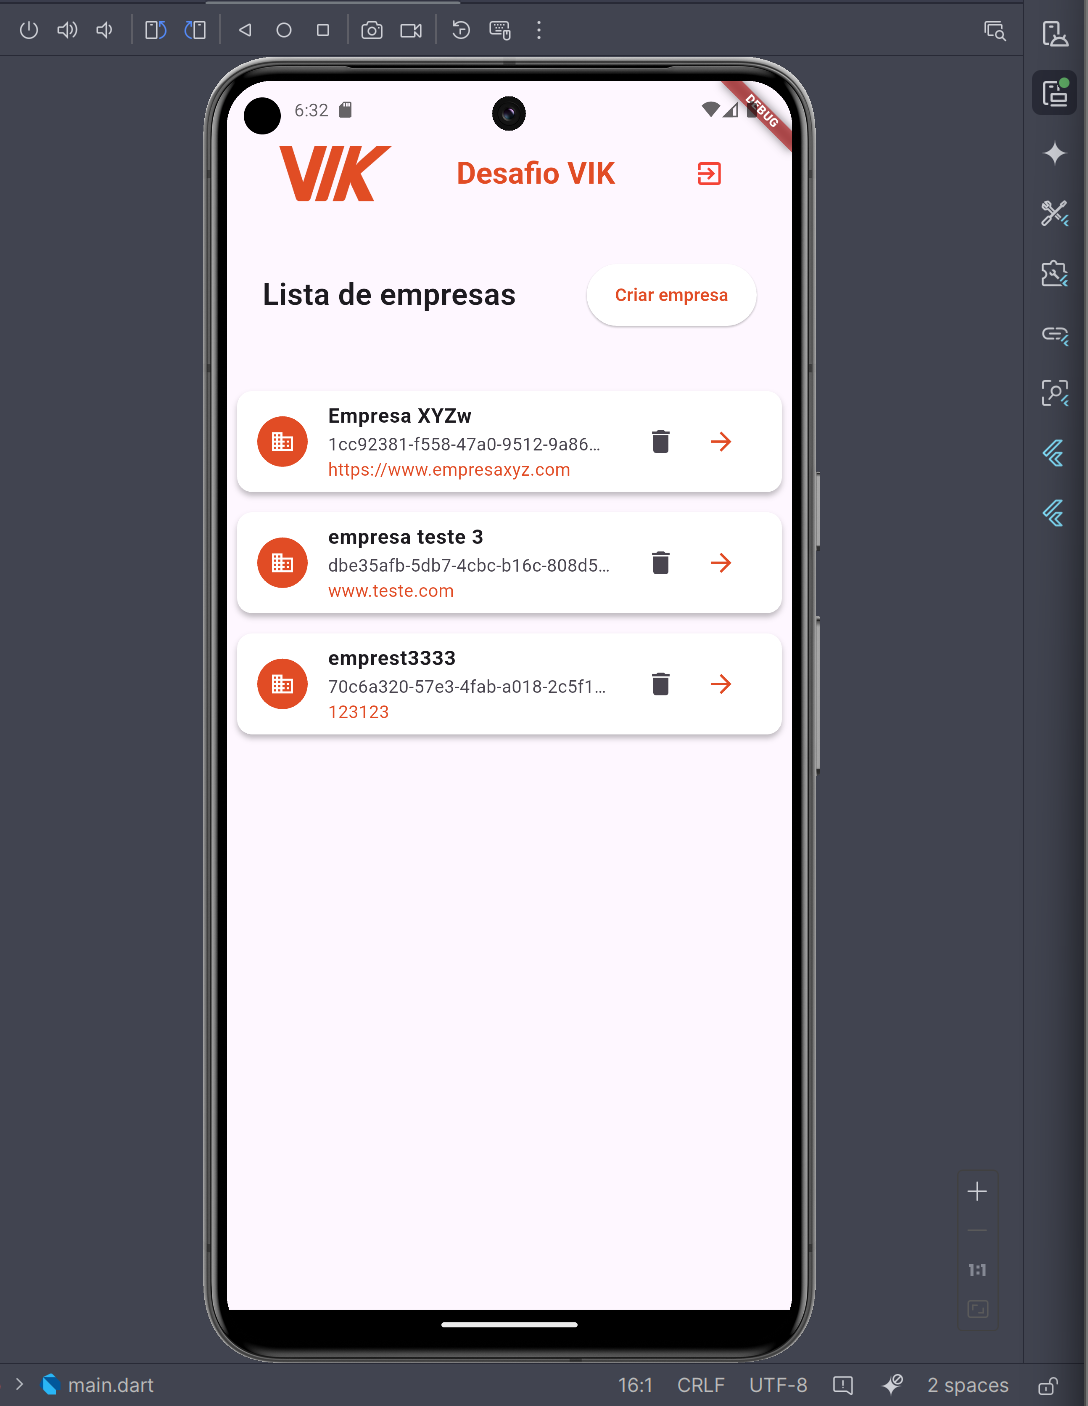 6:32
DEBUG
VIK
Desafio VIK
Lista de empresas
Criar empresa
Empresa XYZw
1cc92381-f558-47a0-9512-9a86...
https://www.empresaxyz.com
empresa teste 3
dbe35afb-5db7-4cbc-b16c-808d5...
www.teste.com
emprest3333
70c6a320-57e3-4fab-a018-2c5f1...
123123
1:1
main.dart
16:1 CRLF UTF-8 2 spaces